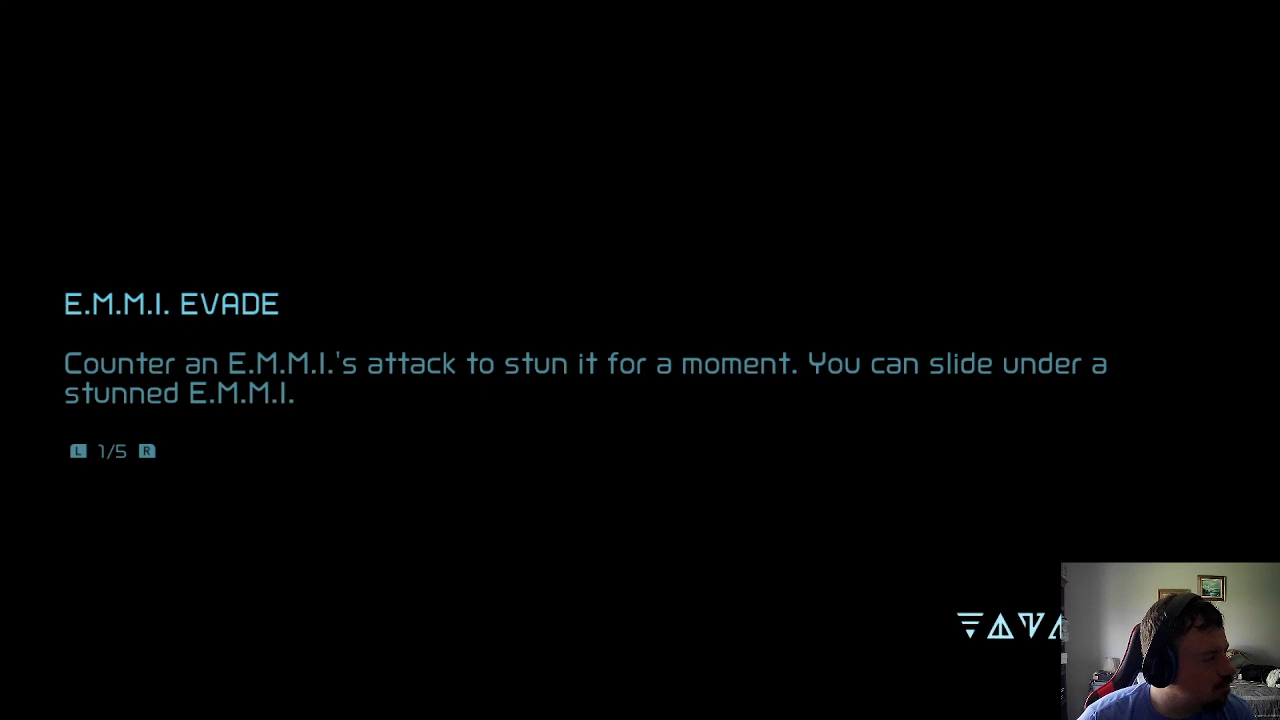 E.M.M.I. EVADE
Counter an E.M.M.I.'s attack to stun it for a moment. You can slide under a
stunned E.M.M.I.
L 1/5 R